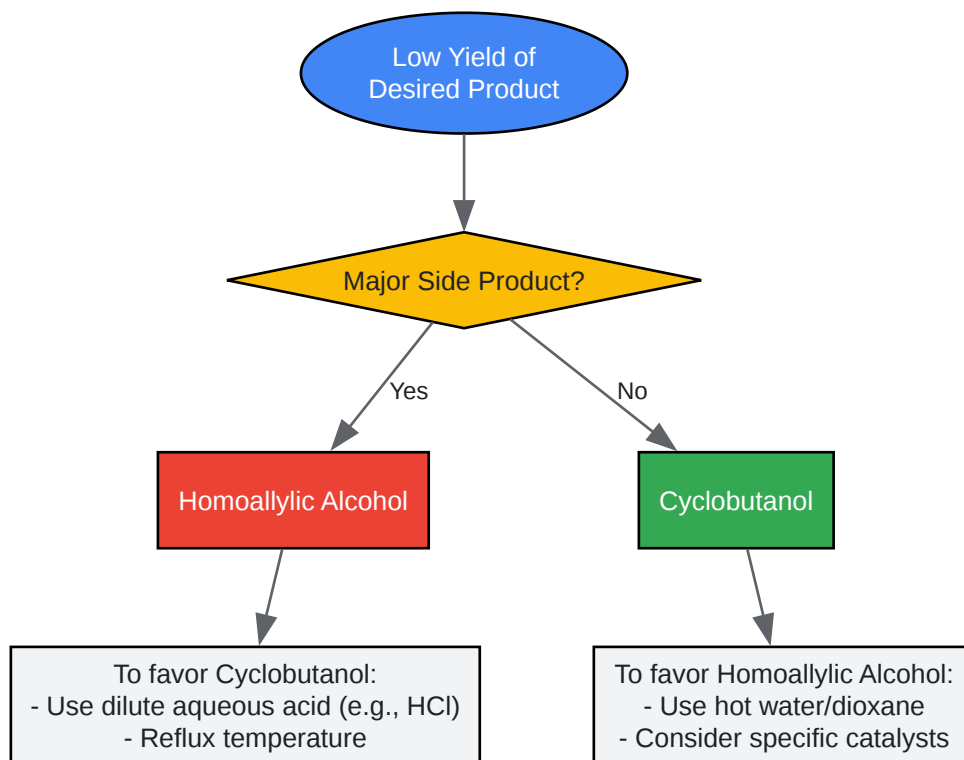 Low Yield of
Desired Product
Major Side Product?
Yes
No
Homoallylic Alcohol
Cyclobutanol
To favor Cyclobutanol:
- Use dilute aqueous acid (e.g., HCl)
- Reflux temperature
To favor Homoallylic Alcohol:
- Use hot water/dioxane
- Consider specific catalysts